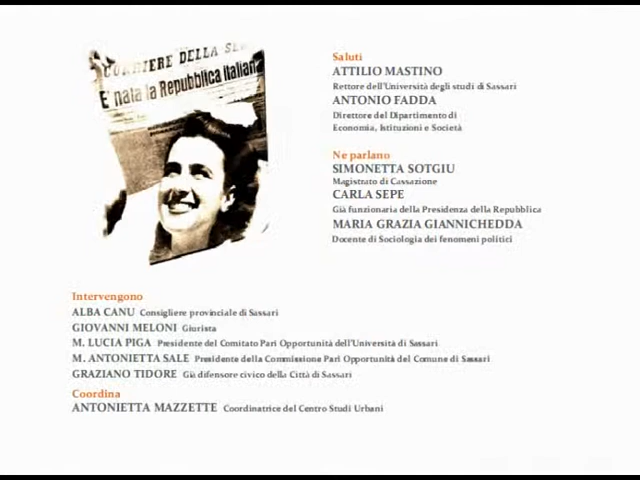 CORRIERE DELLA SE
E' nata la Repubblica italiana
Saluti
ATTILIO MASTINO
Rettore dell'Università degli studi di Sassari
ANTONIO FADDA
Direttore del Dipartimento di
Economia, Istituzioni e Società
Ne parlano
SIMONETTA SOTGIU
Magistrato di Cassazione
CARLA SEPE
Già funzionaria della Presidenza della Repubblica
MARIA GRAZIA GIANNICHEDDA
Docente di Sociologia dei fenomeni politici
Intervengono
ALBA CANU Consigliere provinciale di Sassari
GIOVANNI MELONI Giurista
M. LUCIA PIGA Presidente del Comitato Pari Opportunità dell'Università di Sassari
M. ANTONIETTA SALE Presidente della Commissione Pari Opportunità del Comune di Sassari
GRAZIANO TIDORE Già difensore civico della Città di Sassari
Coordina
ANTONIETTA MAZZETTE Coordinatrice del Centro Studi Urbani